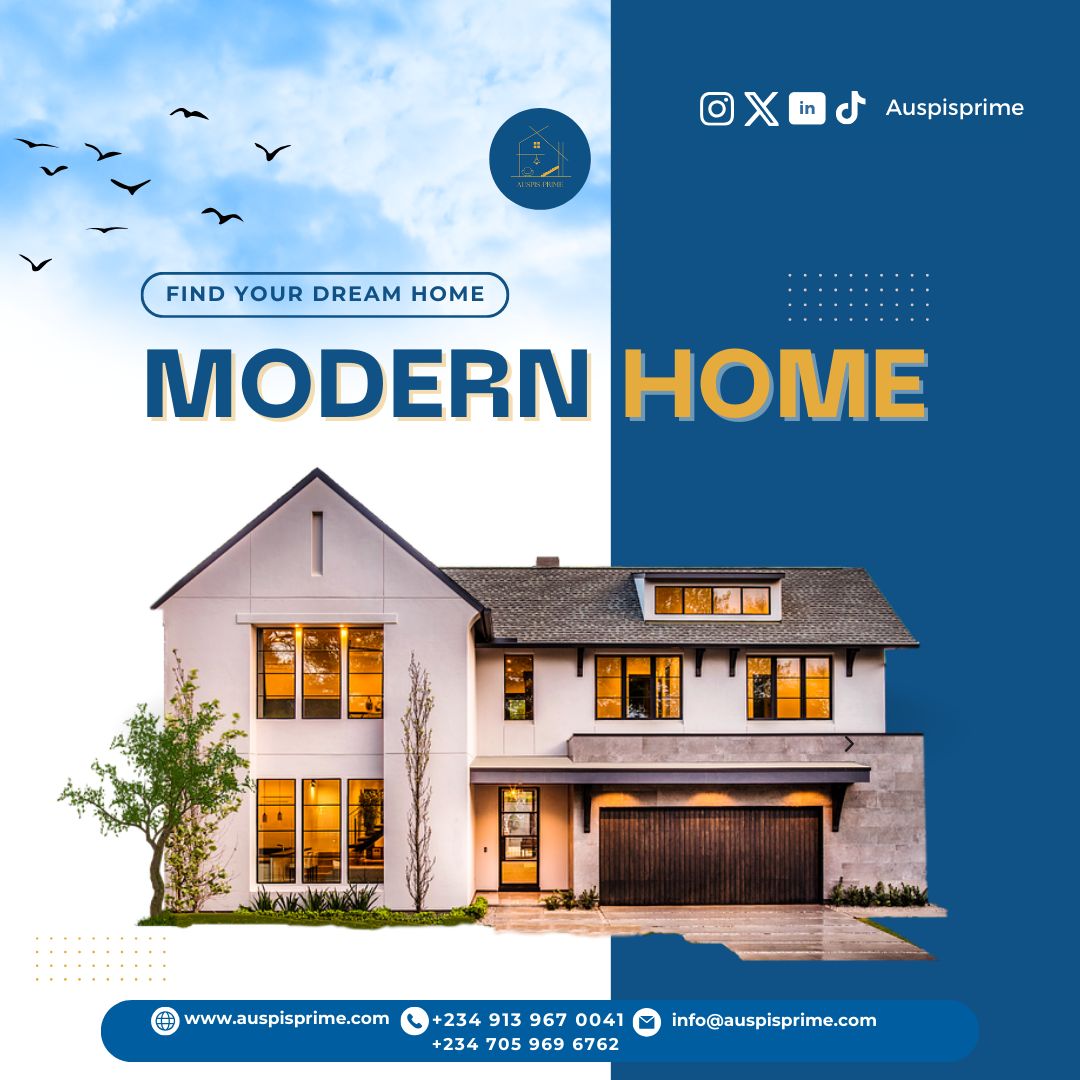 Auspisprime
AUSPIS PRIME
FIND YOUR DREAM HOME
MODERN HOME
www.auspisprime.com
+234 913 967 0041
+234 705 969 6762
info@auspisprime.com